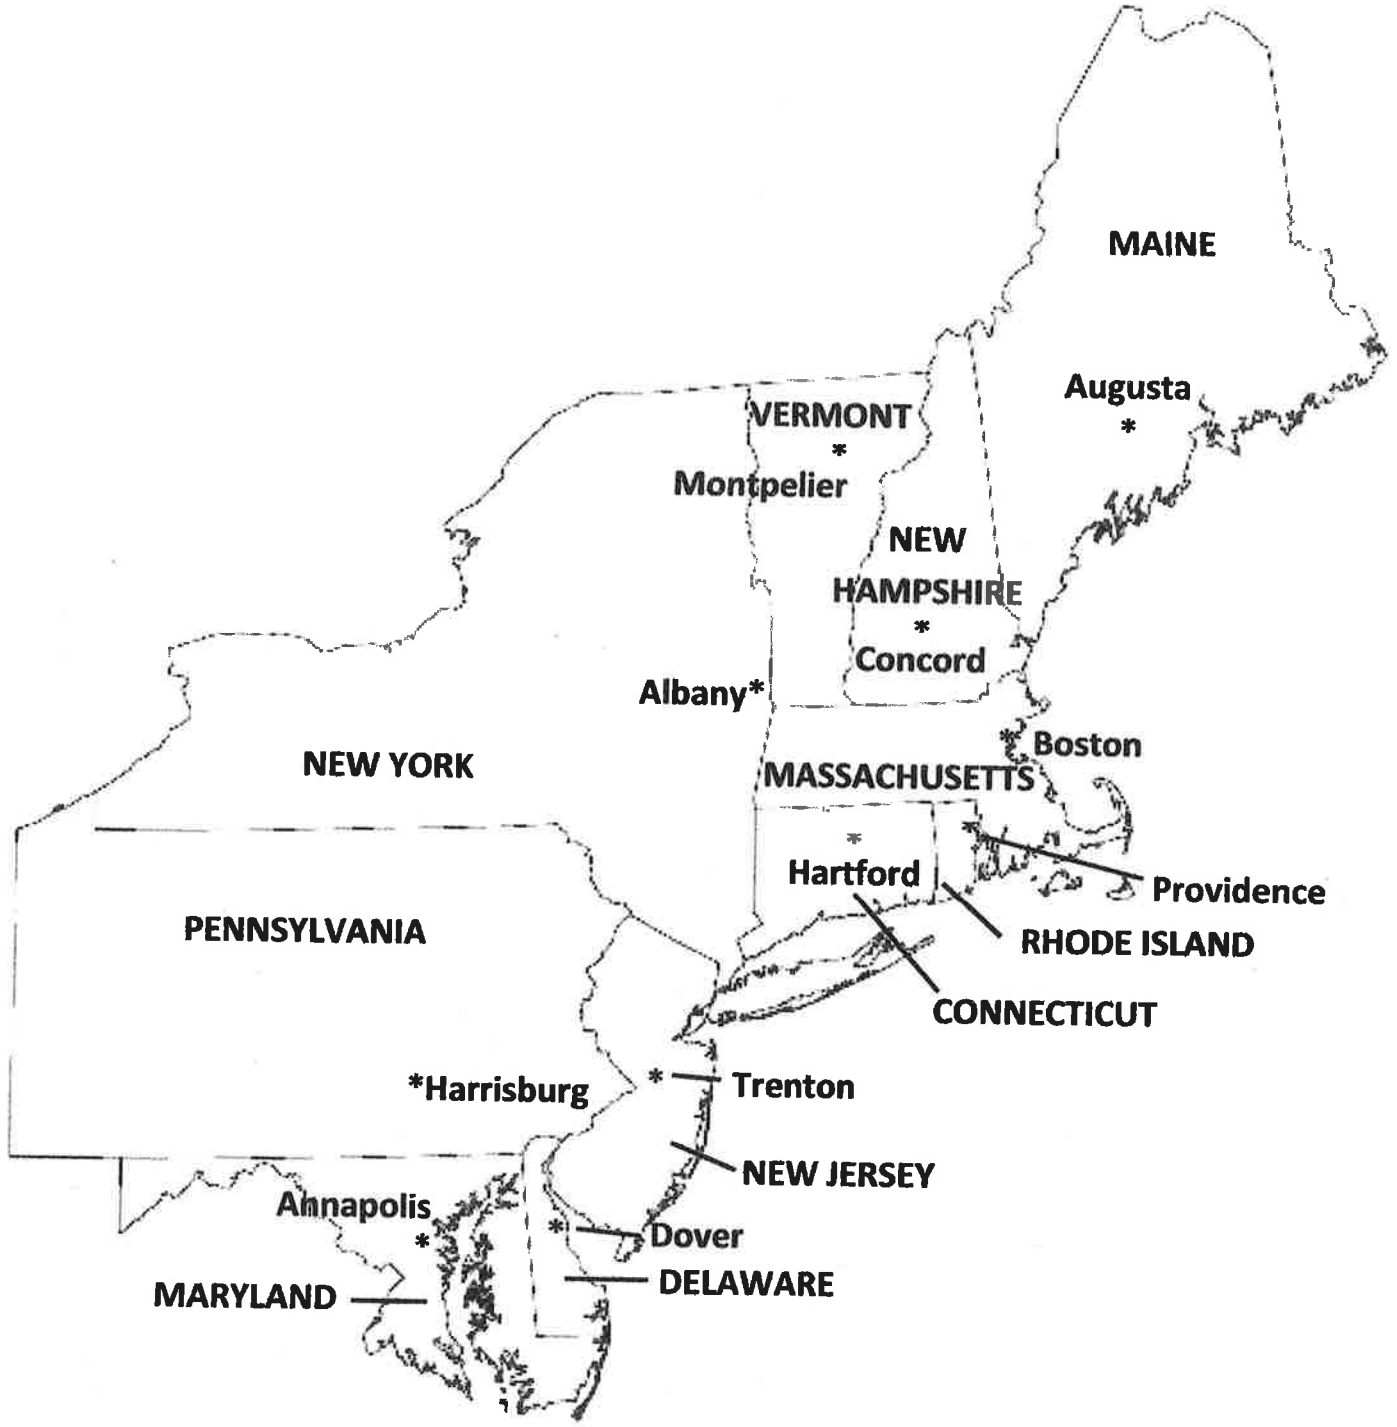 MAINE
Augusta
*
VERMONT
*
Montpelier
NEW
HAMPSHIRE
*
Concord
Albany*
* Boston
NEW YORK
MASSACHUSETTS
*
*
Hartford
Providence
PENNSYLVANIA
RHODE ISLAND
CONNECTICUT
*Harrisburg
* Trenton
NEW JERSEY
Annapolis
*
* Dover
DELAWARE
MARYLAND